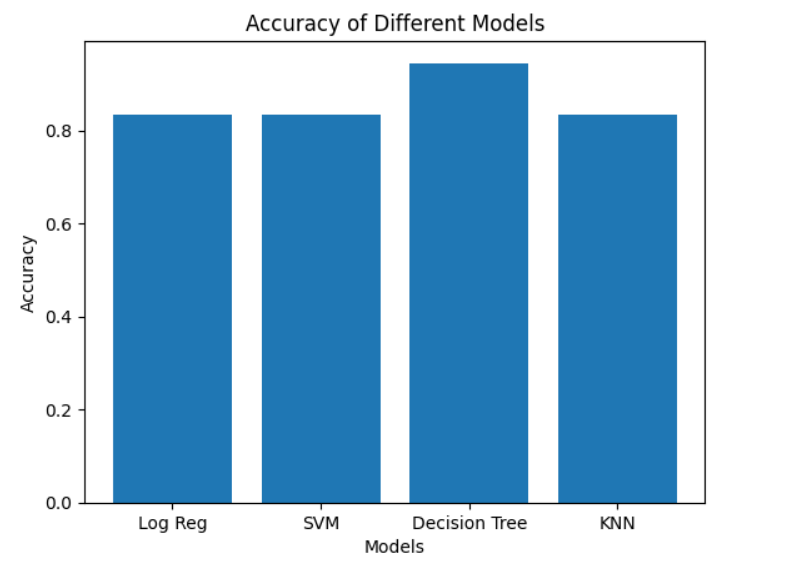 Accuracy of Different Models
Accuracy
0.8
0.6
0.4
0.2
0.0
Log Reg SVM Decision Tree KNN
Models